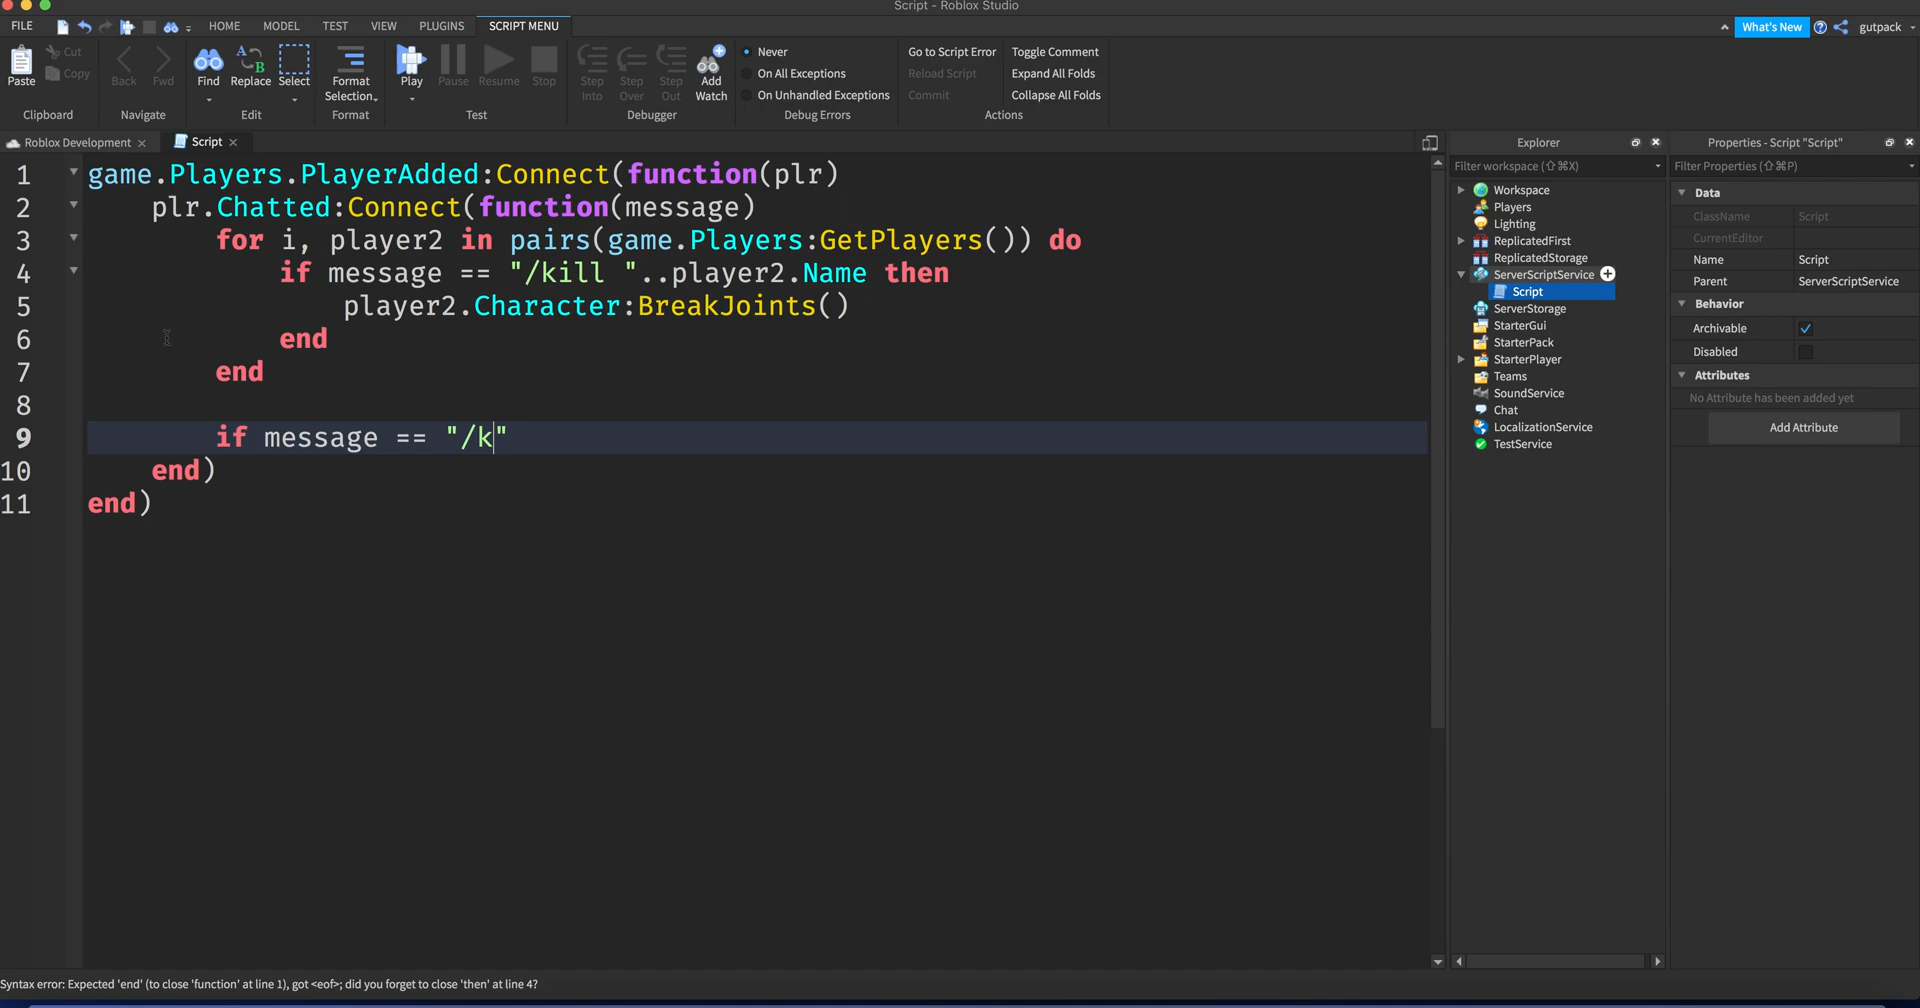 Script - Roblox Studio
FILE HOME MODEL TEST VIEW PLUGINS SCRIPT MENU What's New gutpack
Paste Cut Copy Back Fwd Find Replace Select Format Selection Play Pause Resume Stop Step Into Step Over Step Out Add Watch
Never
On All Exceptions
On Unhandled Exceptions
Go to Script Error
Reload Script
Commit
Toggle Comment
Expand All Folds
Collapse All Folds
Clipboard Navigate Edit Format Test Debugger Debug Errors Actions
Roblox Development Script
1 game.Players.PlayerAdded:Connect(function(plr)
2 plr.Chatted:Connect(function(message)
3 for i, player2 in pairs(game.Players:GetPlayers()) do
4 if message == "/kill "..player2.Name then
5 player2.Character:BreakJoints()
6 end
7 end
8
9 if message == "/k"
10 end)
11 end)
Explorer
Filter workspace (⇧⌘X)
Workspace
Players
Lighting
ReplicatedFirst
ReplicatedStorage
ServerScriptService
Script
ServerStorage
StarterGui
StarterPack
StarterPlayer
Teams
SoundService
Chat
LocalizationService
TestService
Properties - Script "Script"
Filter Properties (⇧⌘P)
Data
ClassName Script
CurrentEditor
Name Script
Parent ServerScriptService
Behavior
Archivable
Disabled
Attributes
No Attribute has been added yet
Add Attribute
Syntax error: Expected 'end' (to close 'function' at line 1), got <eof>; did you forget to close 'then' at line 4?